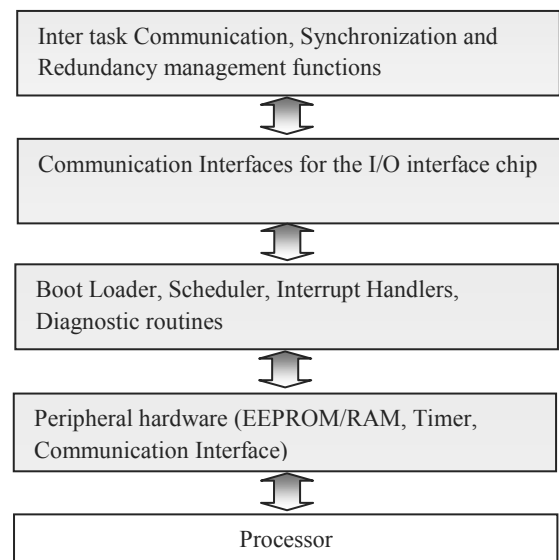 Inter task Communication, Synchronization and
Redundancy management functions
Communication Interfaces for the I/O interface chip
Boot Loader, Scheduler, Interrupt Handlers,
Diagnostic routines
Peripheral hardware (EEPROM/RAM, Timer,
Communication Interface)
Processor